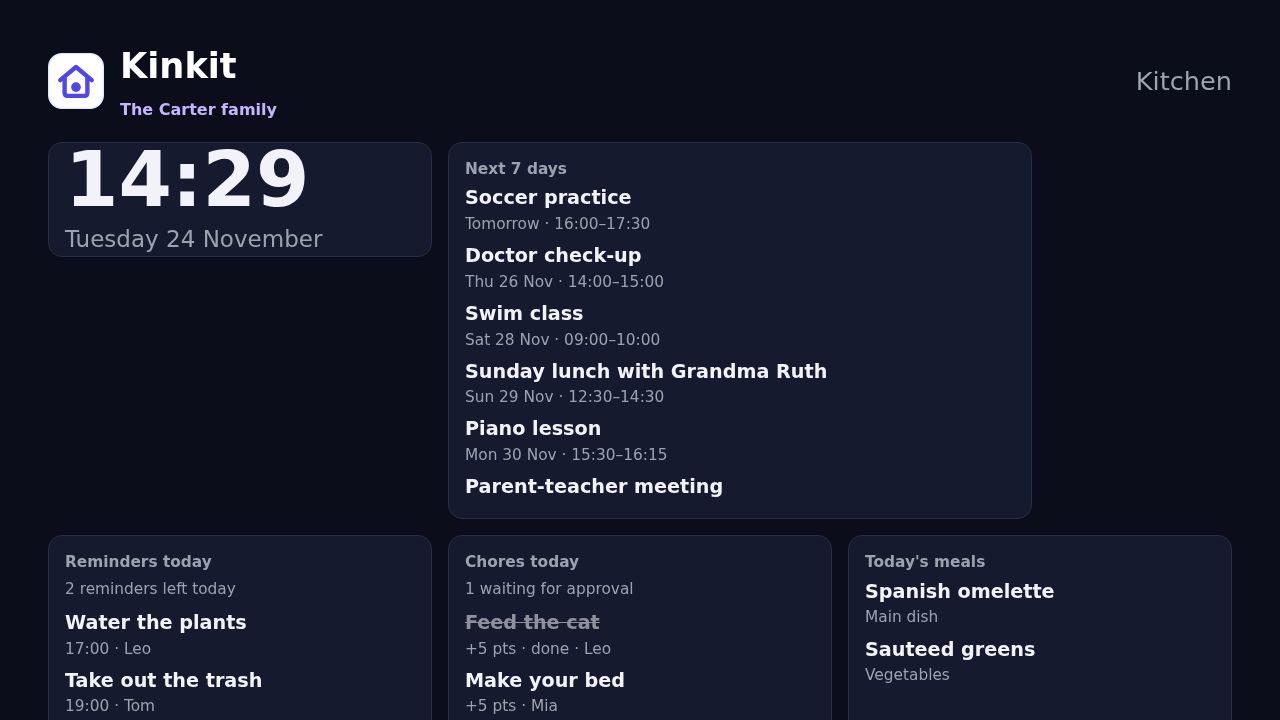 Kinkit
The Carter family
Kitchen
14:29
Tuesday 24 November
Next 7 days
Soccer practice
Tomorrow · 16:00–17:30
Doctor check-up
Thu 26 Nov · 14:00–15:00
Swim class
Sat 28 Nov · 09:00–10:00
Sunday lunch with Grandma Ruth
Sun 29 Nov · 12:30–14:30
Piano lesson
Mon 30 Nov · 15:30–16:15
Parent-teacher meeting
Reminders today
2 reminders left today
Water the plants
17:00 · Leo
Take out the trash
19:00 · Tom
Chores today
1 waiting for approval
Feed the cat
+5 pts · done · Leo
Make your bed
+5 pts · Mia
Today's meals
Spanish omelette
Main dish
Sauteed greens
Vegetables